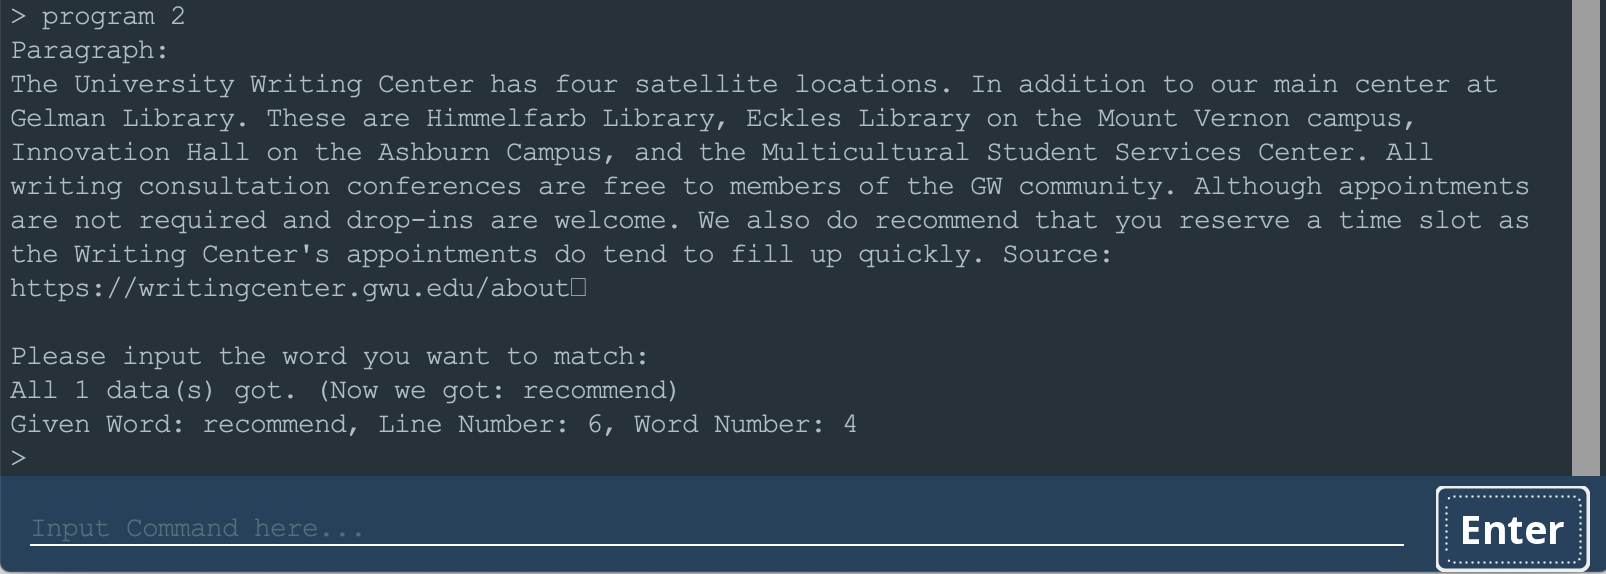 > program 2
Paragraph:
The University Writing Center has four satellite locations. In addition to our main center at
Gelman Library. These are Himmelfarb Library, Eckles Library on the Mount Vernon campus,
Innovation Hall on the Ashburn Campus, and the Multicultural Student Services Center. All
writing consultation conferences are free to members of the GW community. Although appointments
are not required and drop-ins are welcome. We also do recommend that you reserve a time slot as
the Writing Center's appointments do tend to fill up quickly. Source:
https://writingcenter.gwu.edu/about□

Please input the word you want to match:
All 1 data(s) got. (Now we got: recommend)
Given Word: recommend, Line Number: 6, Word Number: 4
>
Input Command here...
Enter